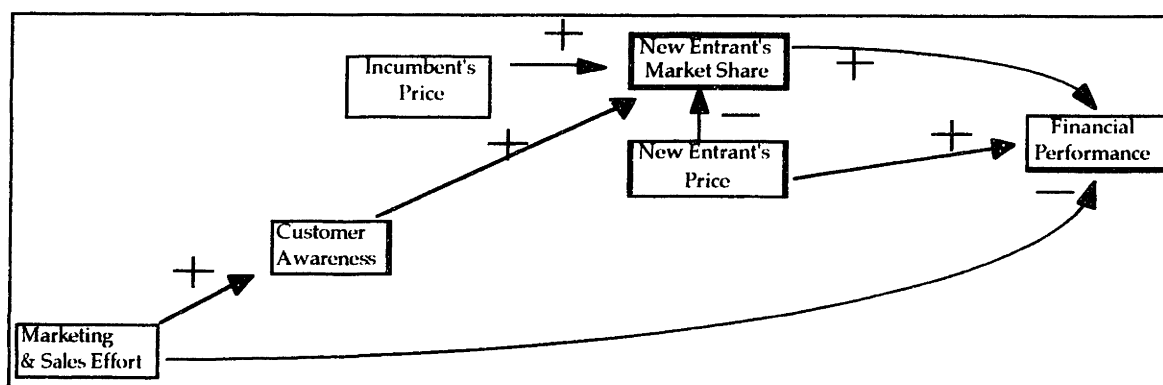 New Entrant's
Market Share
Incumbent's
Price
+
+
−
+
New Entrant's
Price
+
Financial
Performance
−
Customer
Awareness
+
Marketing
& Sales Effort